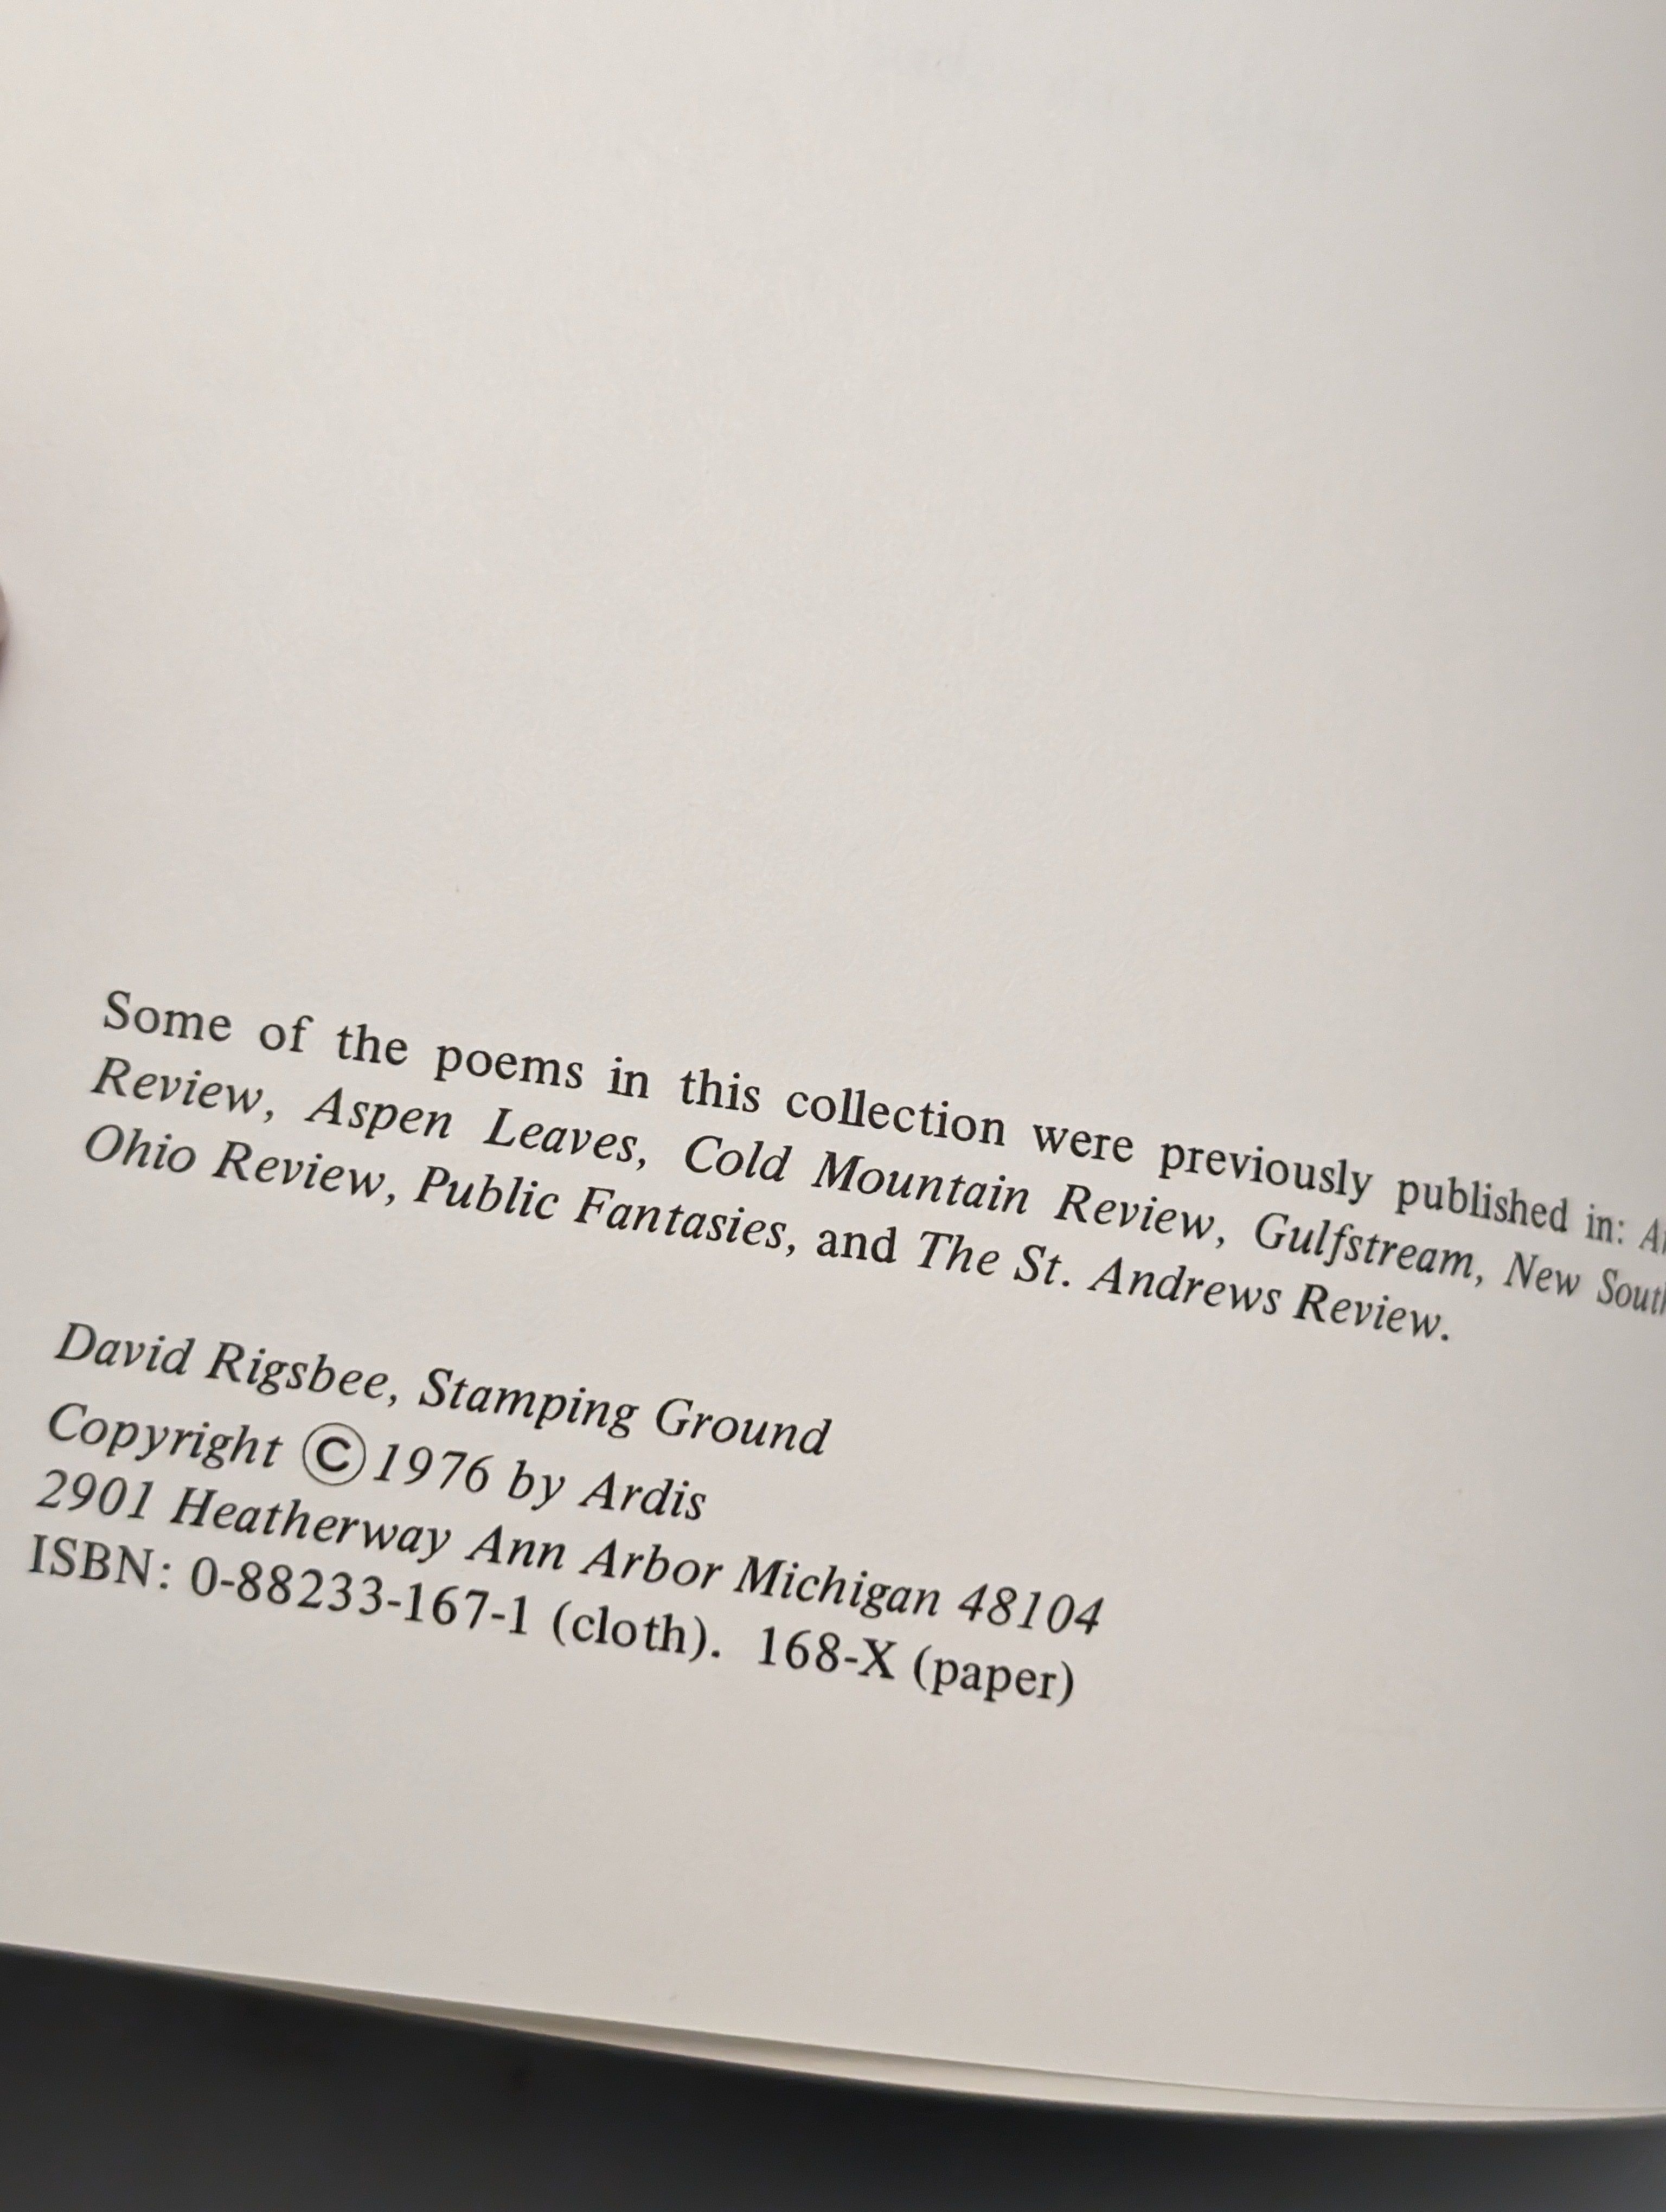 Some of the poems in this collection were previously published in:
Review, Aspen Leaves, Cold Mountain Review, Gulfstream, New
Ohio Review, Public Fantasies, and The St. Andrews Review.
David Rigsbee, Stamping Ground
Copyright ©1976 by Ardis
2901 Heatherway Ann Arbor Michigan 48104
ISBN: 0-88233-167-1 (cloth). 168-X (paper)